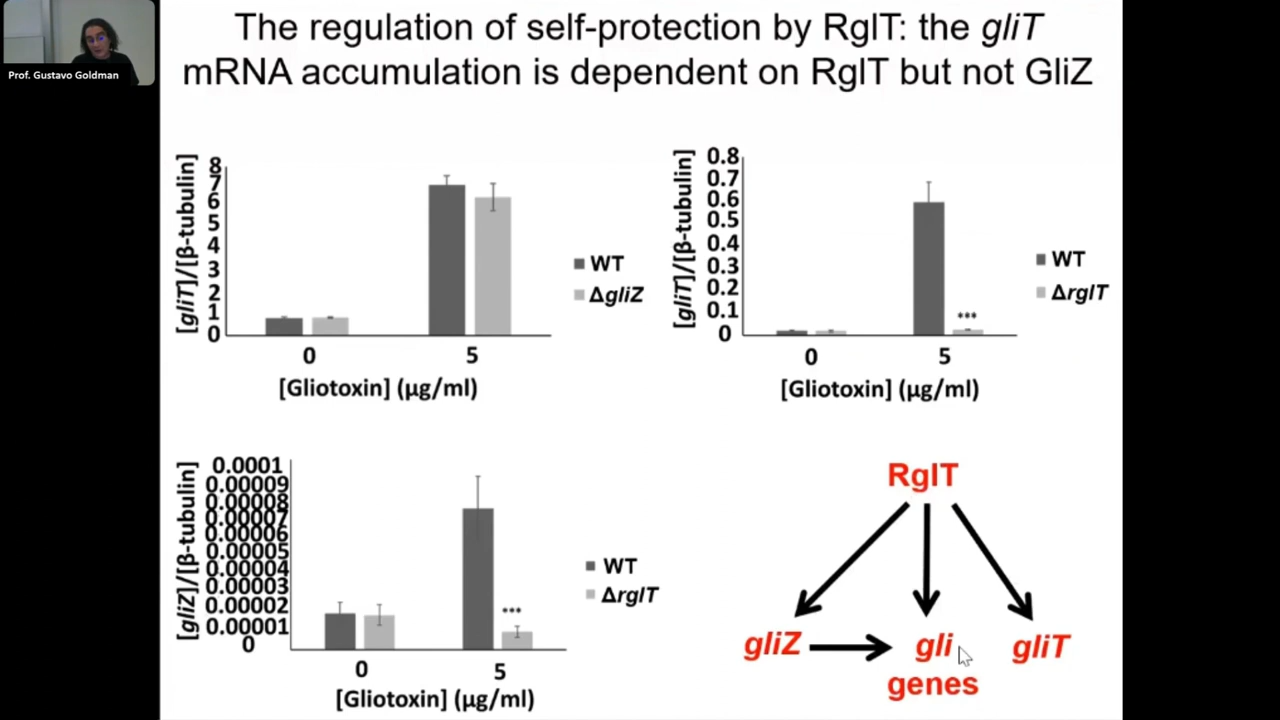 Prof. Gustavo Goldman
The regulation of self-protection by RglT: the gliT
mRNA accumulation is dependent on RglT but not GliZ
[gliT]/[β-tubulin]
8
7
6
5
4
3
2
1
0
0
5
[Gliotoxin] (µg/ml)
WT
ΔgliZ
[gliT]/[β-tubulin]
0.8
0.7
0.6
0.5
0.4
0.3
0.2
0.1
0
***
0
5
[Gliotoxin] (µg/ml)
WT
ΔrglT
[gliZ]/[β-tubulin]
0.0001
0.00009
0.00008
0.00007
0.00006
0.00005
0.00004
0.00003
0.00002
0.00001
0
***
0
5
[Gliotoxin] (µg/ml)
WT
ΔrglT
RglT
gliZ
gli
genes
gliT